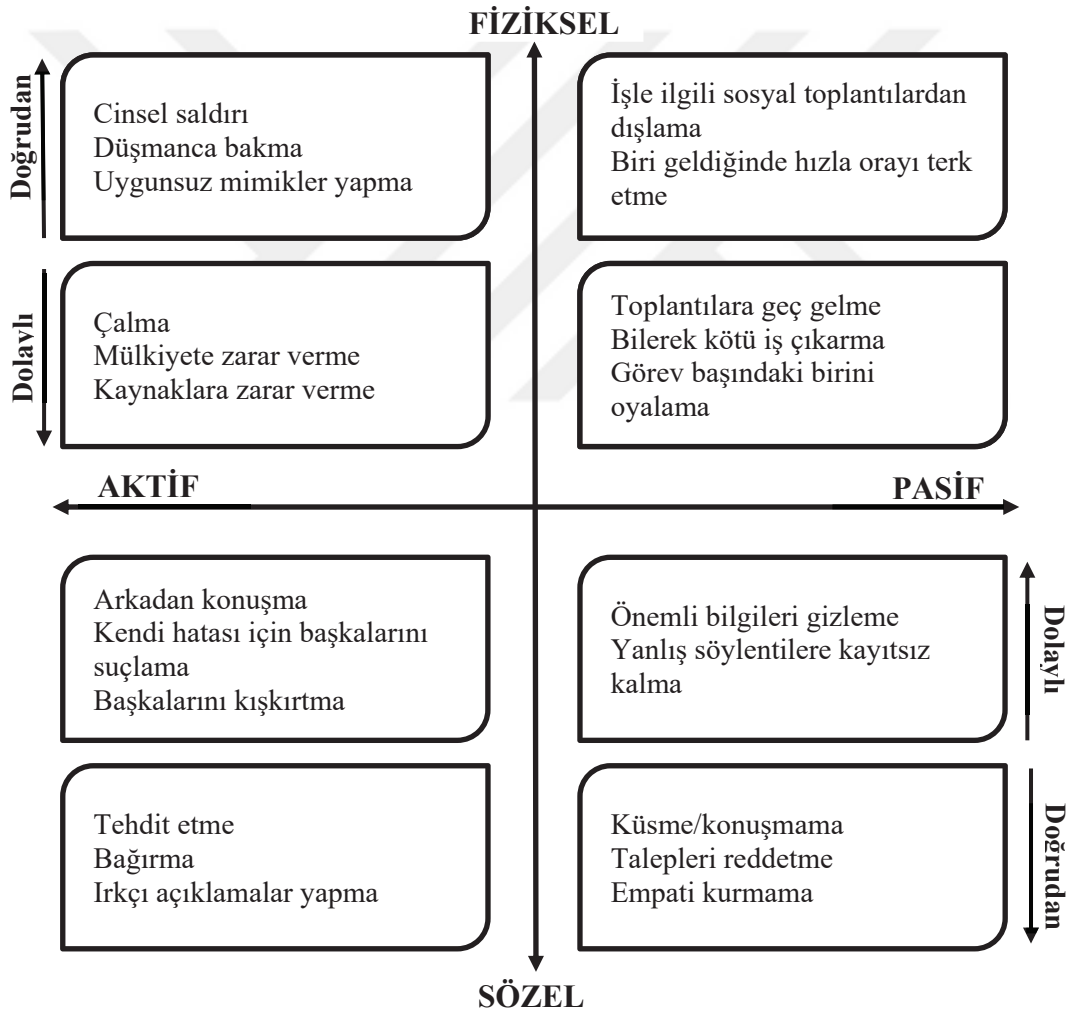 FİZİKSEL
Doğrudan
Cinsel saldırı
Düşmanca bakma
Uygunsuz mimikler yapma
İşle ilgili sosyal toplantılardan
dışlama
Biri geldiğinde hızla orayı terk
etme
Dolaylı
Çalma
Mülkiyete zarar verme
Kaynaklara zarar verme
Toplantılara geç gelme
Bilerek kötü iş çıkarma
Görev başındaki birini
oyalama
AKTİF
PASİF
Arkadan konuşma
Kendi hatası için başkalarını
suçlama
Başkalarını kışkırtma
Önemli bilgileri gizleme
Yanlış söylentilere kayıtsız
kalma
Dolaylı
Tehdit etme
Bağırma
Irkçı açıklamalar yapma
Küsme/konuşmama
Talepleri reddetme
Empati kurmama
Doğrudan
SÖZEL